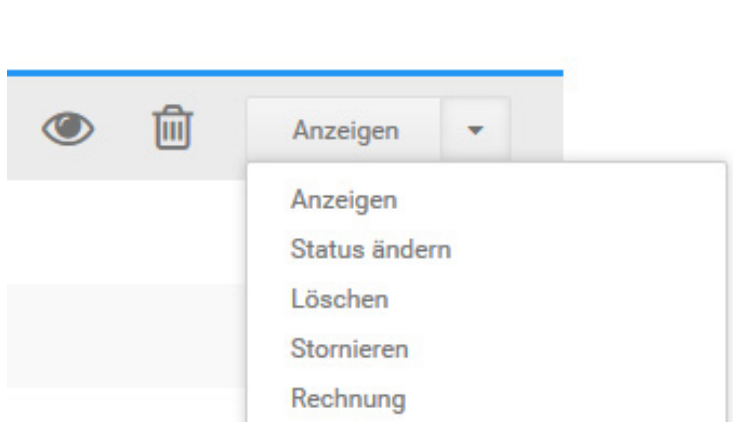 Anzeigen
Anzeigen
Status ändern
Löschen
Stornieren
Rechnung